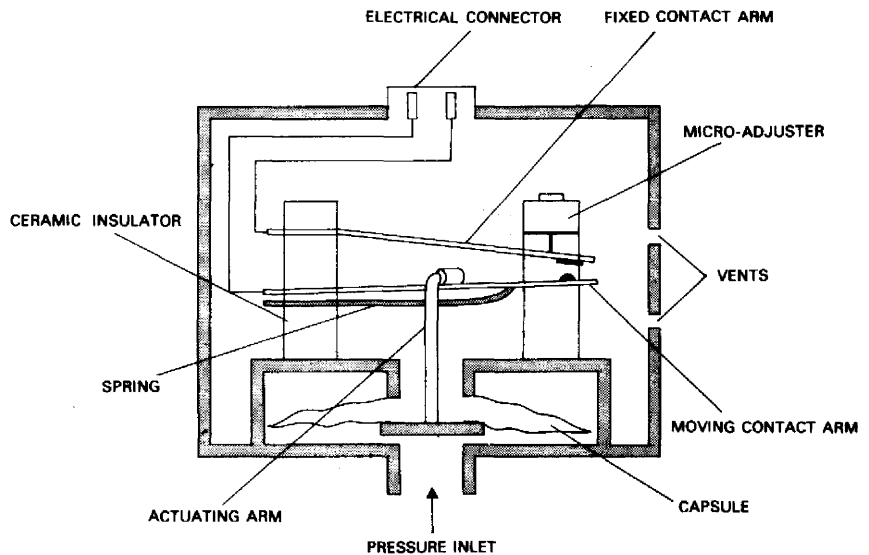 ELECTRICAL CONNECTOR
FIXED CONTACT ARM
MICRO-ADJUSTER
CERAMIC INSULATOR
VENTS
SPRING
MOVING CONTACT ARM
CAPSULE
ACTUATING ARM
PRESSURE INLET